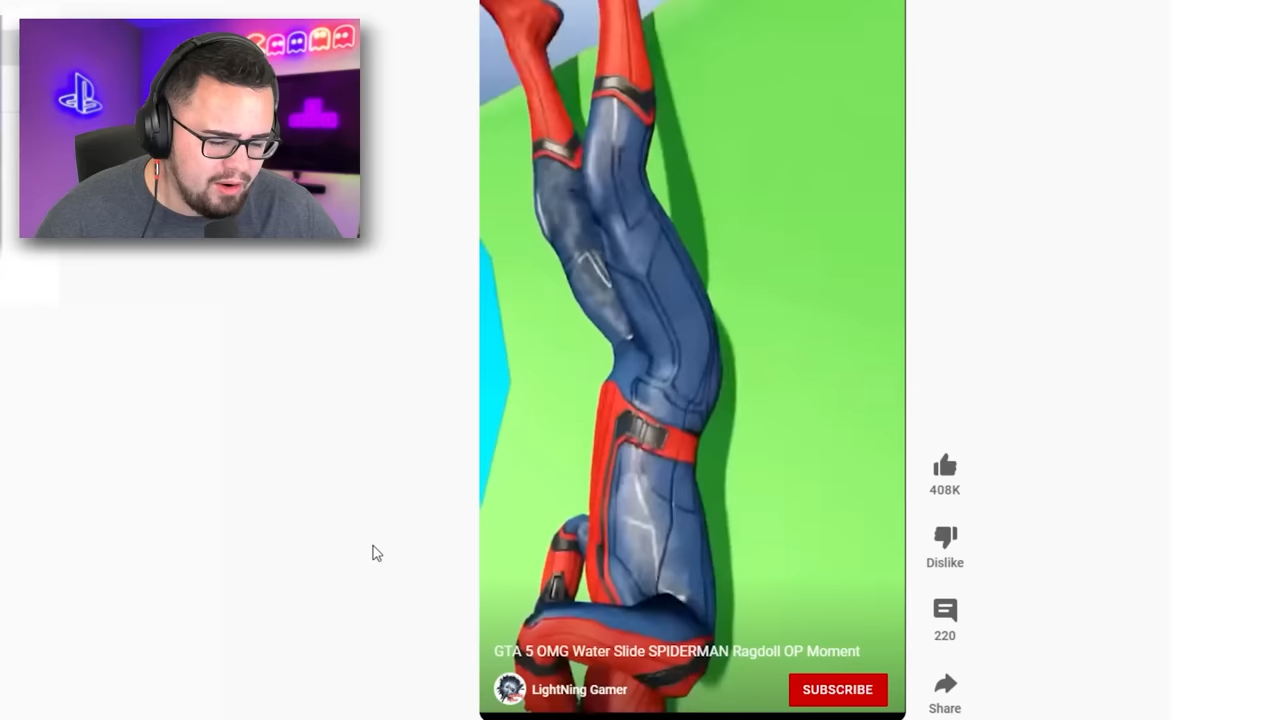 408K
Dislike
220
GTA 5 OMG Water Slide SPIDERMAN Ragdoll OP Moment
LightNing Gamer
SUBSCRIBE
Share